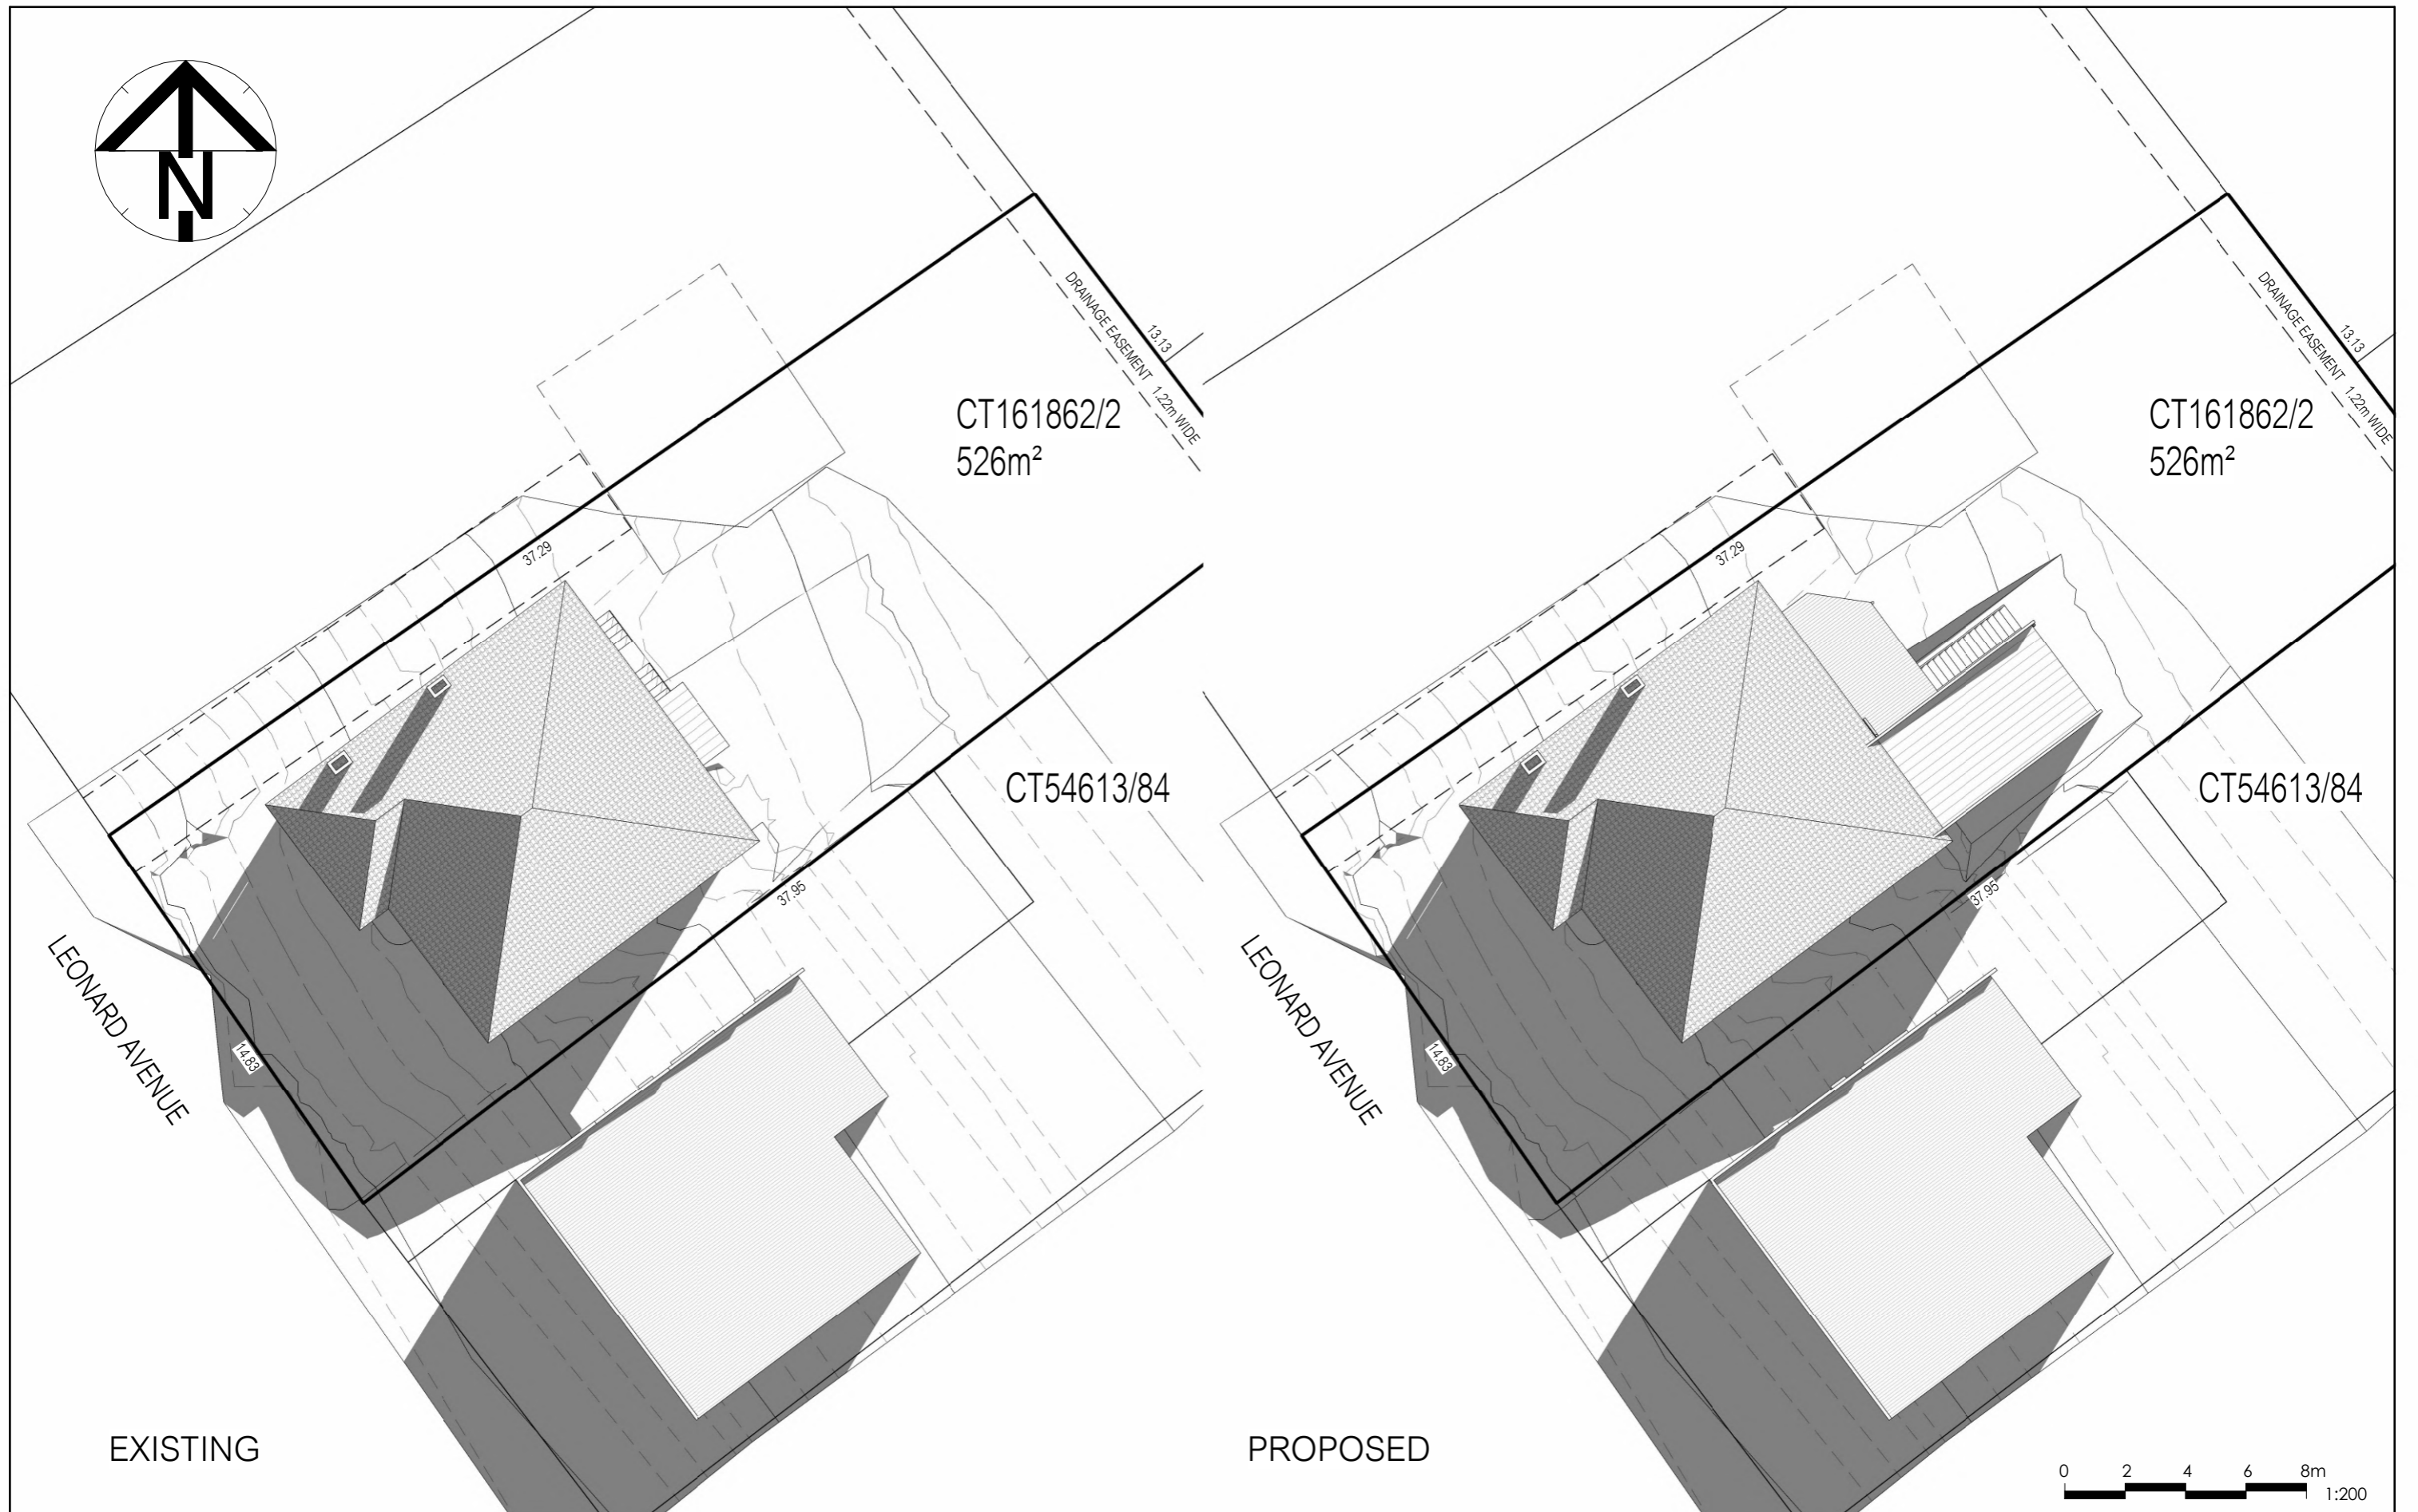 N
13.13
DRAINAGE EASEMENT 1.22m WIDE
CT161862/2
526m²
37.29
CT54613/84
37.95
LEONARD AVENUE
14.83
EXISTING
13.13
DRAINAGE EASEMENT 1.22m WIDE
CT161862/2
526m²
37.29
CT54613/84
37.95
LEONARD AVENUE
14.83
PROPOSED
0 2 4 6 8m
1:200